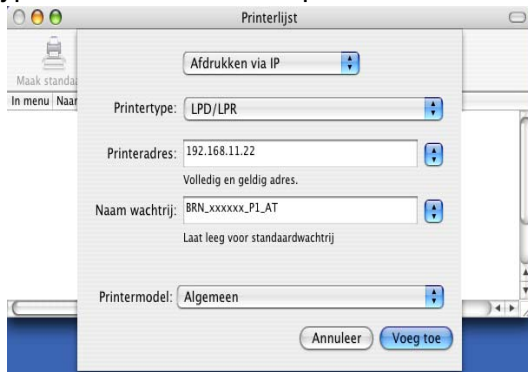 Printerlijst
Afdrukken via IP
Maak standaa
In menu Naar
Printertype: LPD/LPR
Printeradres: 192.168.11.22
Volledig en geldig adres.
Naam wachtrij: BRN_xxxxxx_P1_AT
Laat leeg voor standaardwachtrij
Printermodel: Algemeen
Annuleer Voeg toe